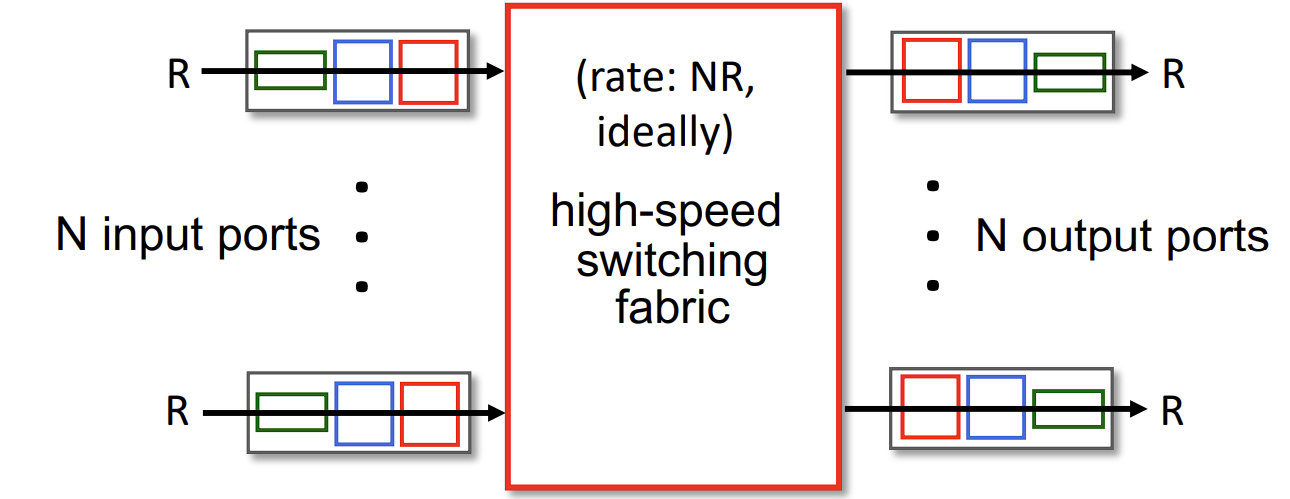 R
(rate: NR,
ideally)
R
N input ports
high-speed
switching
fabric
N output ports
R
R